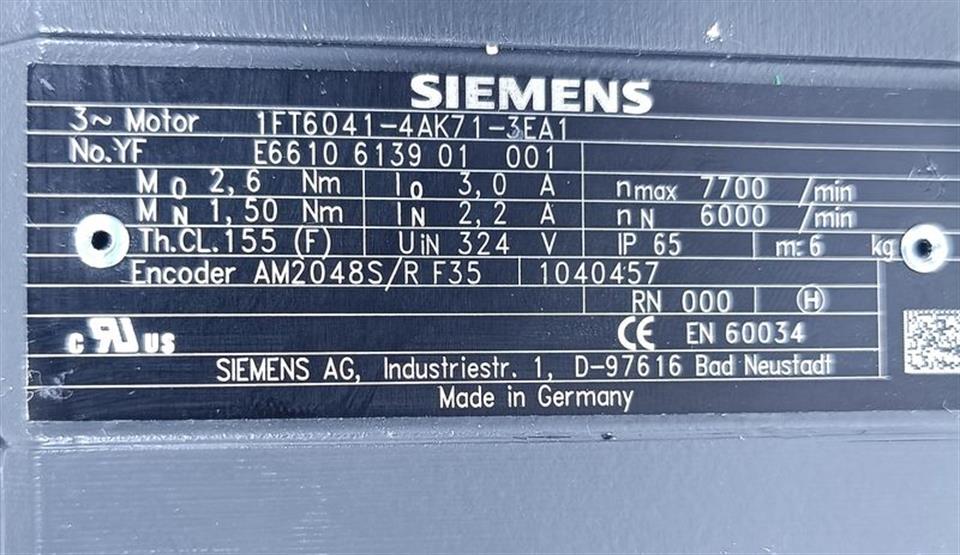 SIEMENS
3~ Motor 1FT6041-4AK71-3EA1
No.YF E6610 6139 01 001
M0 2,6 Nm I0 3,0 A nmax 7700 /min
MN 1,50 Nm IN 2,2 A nN 6000 /min
Th.CL.155 (F) UIN 324 V IP 65 m: 6 kg
Encoder AM2048S/R F35 1040457
RN 000 H
c RU US CE EN 60034
SIEMENS AG, Industriestr. 1, D-97616 Bad Neustadt
Made in Germany